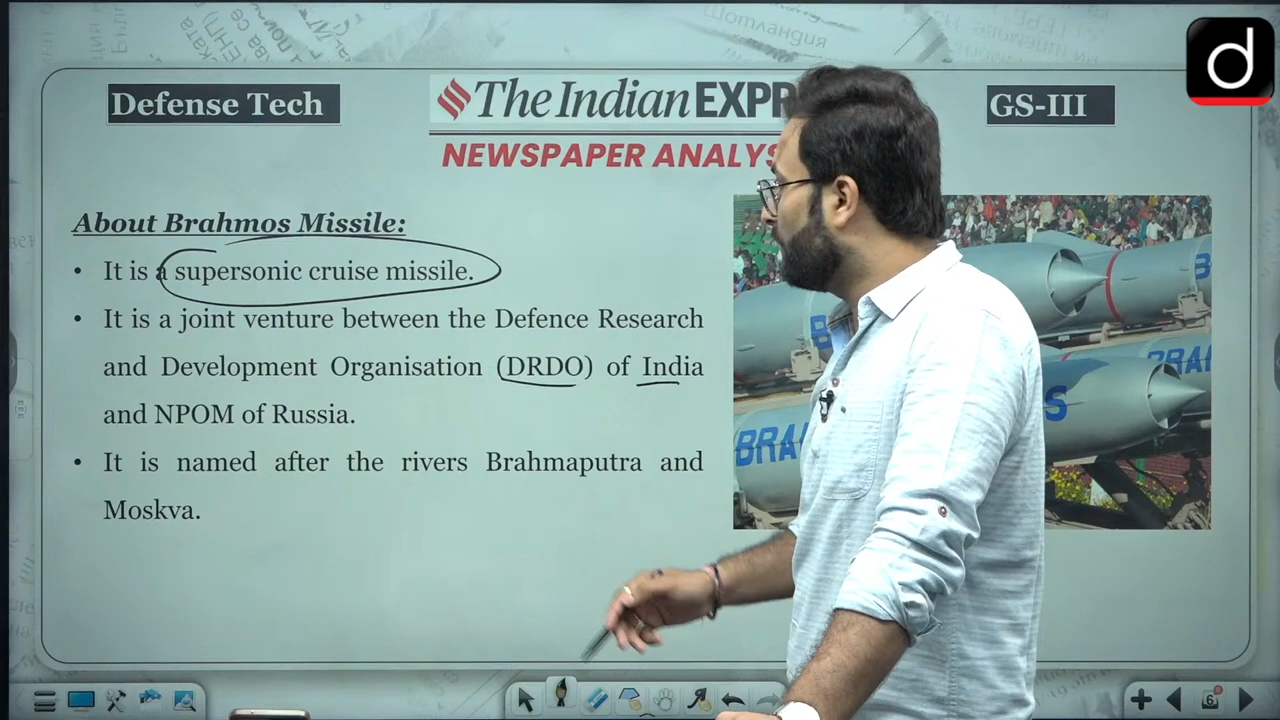 Шотландия
d
Defense Tech
The Indian EXPR
GS-III
NEWSPAPER ANALYS
About Brahmos Missile:
• It is a supersonic cruise missile.
• It is a joint venture between the Defence Research
and Development Organisation (DRDO) of India
and NPOM of Russia.
• It is named after the rivers Brahmaputra and
Moskva.
6